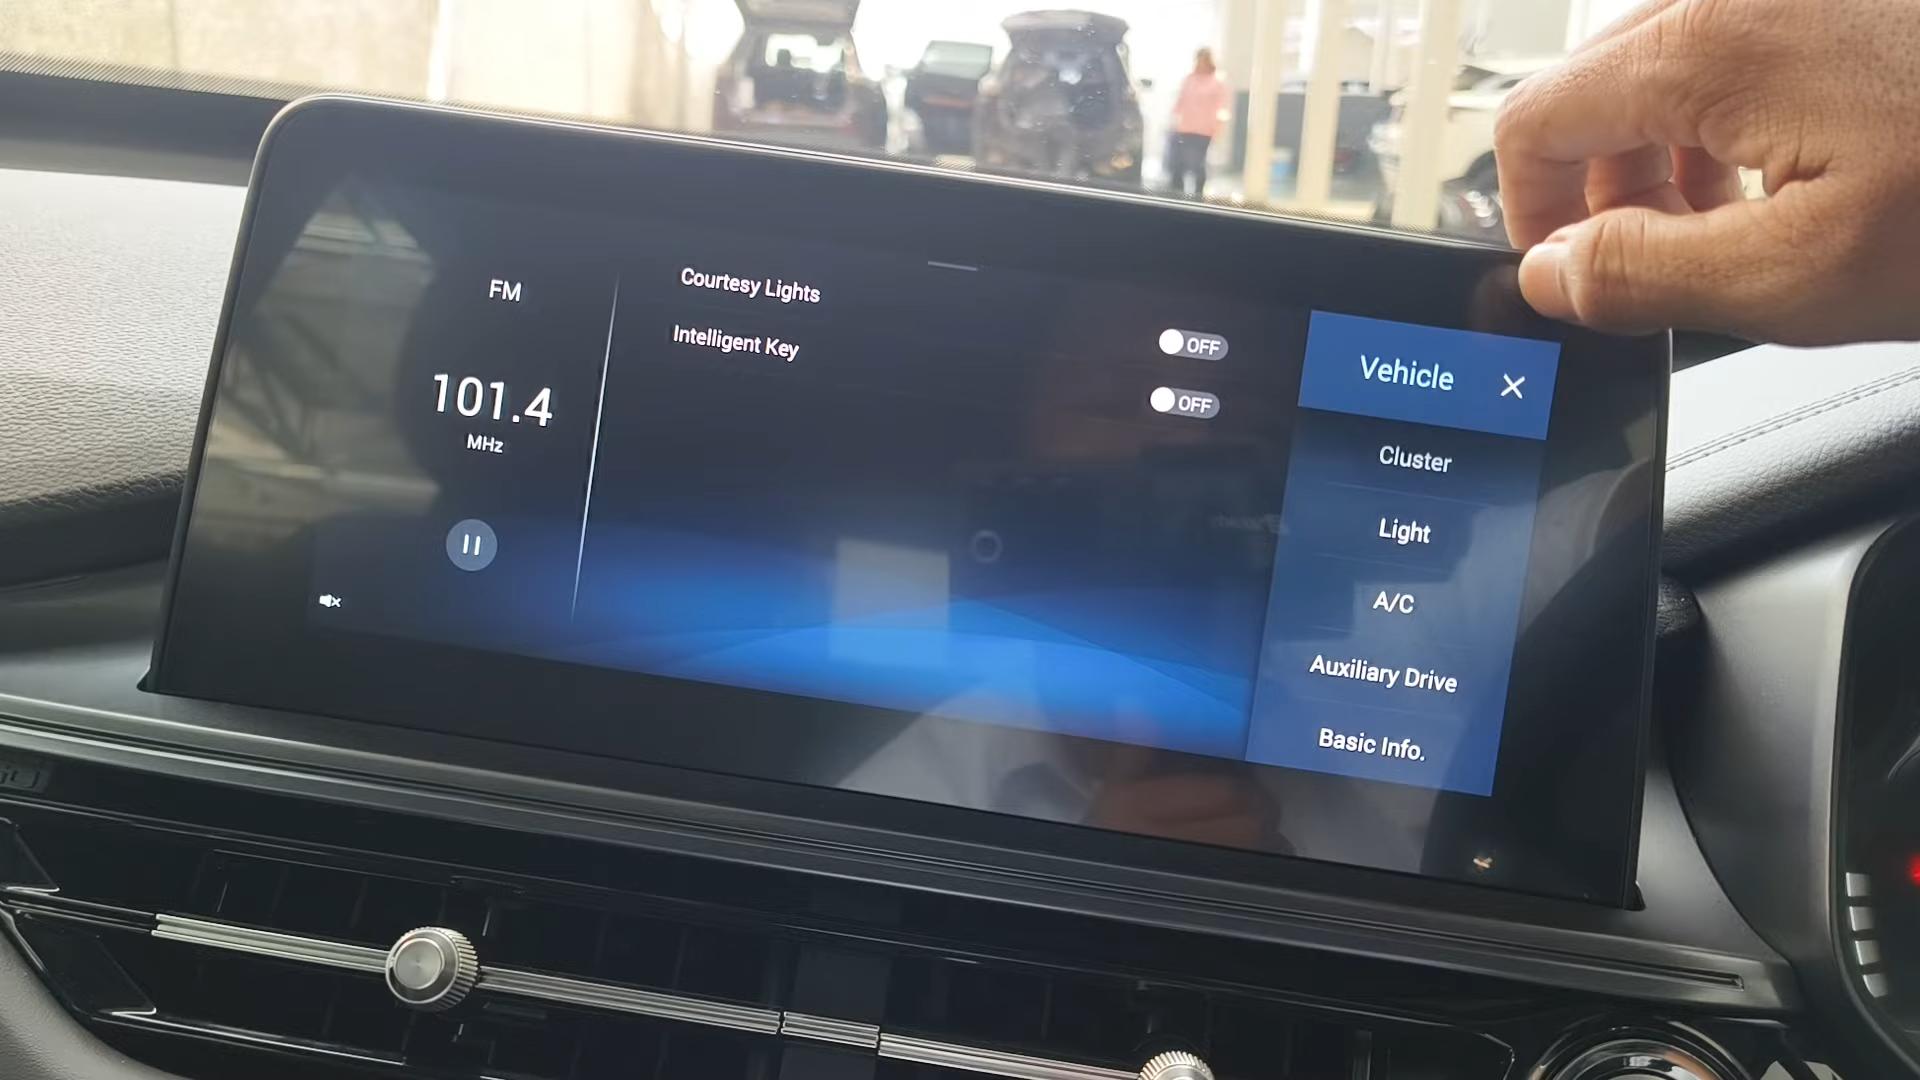 FM
101.4
MHz
Courtesy Lights
OFF
Intelligent Key
OFF
Vehicle
Cluster
Light
A/C
Auxiliary Drive
Basic Info.